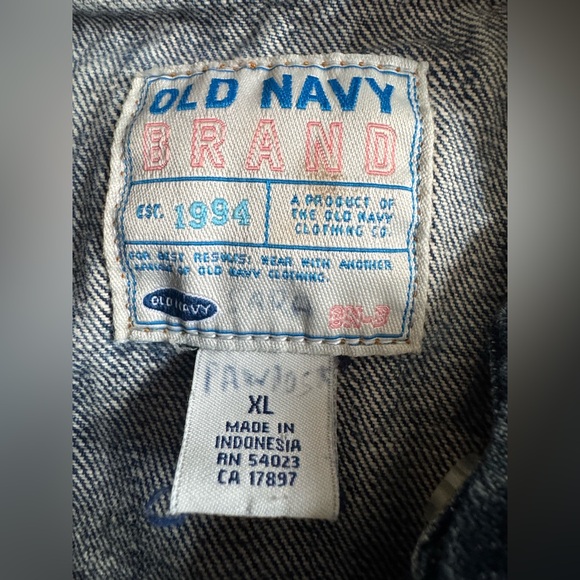 OLD NAVY
BRAND
EST. 1994
A PRODUCT OF
THE OLD NAVY
CLOTHING CO.
FOR BEST RESULTS: WEAR WITH ANOTHER
OF OLD NAVY CLOTHING.
OLD NAVY
XL
MADE IN
INDONESIA
RN 54023
CA 17897